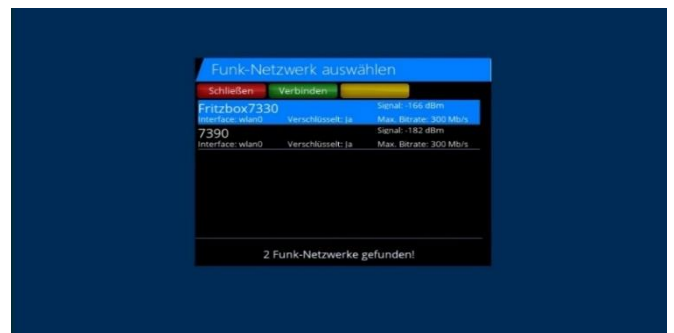 Funk-Netzwerk auswählen
Schließen Verbinden
Fritzbox7330 Signal: -166 dBm
Interface: wlan0 Verschlüsselt: Ja Max. Bitrate: 300 Mb/s
7390 Signal: -182 dBm
Interface: wlan0 Verschlüsselt: Ja Max. Bitrate: 300 Mb/s
2 Funk-Netzwerke gefunden!